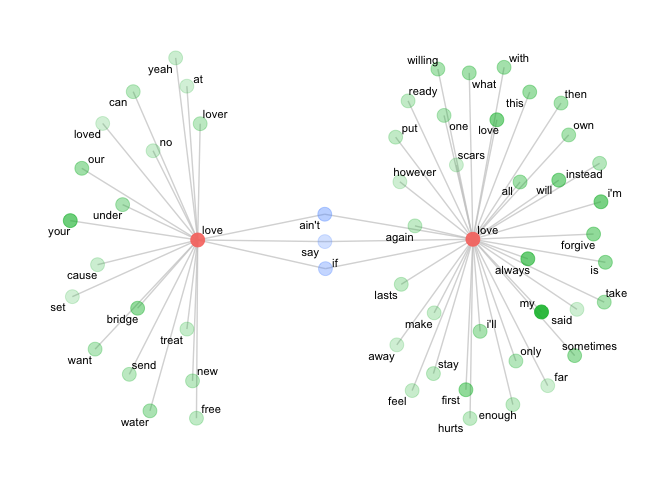 willing
with
yeah
what
at
can
ready
this
then
lover
one
love
own
loved
put
no
scars
our
however
instead
all
will
i'm
under
your
love
ain't
again
love
forgive
say
cause
if
always
is
set
lasts
my
said
take
bridge
make
i'll
treat
want
away
only
sometimes
send
stay
new
far
feel
first
water
free
enough
hurts